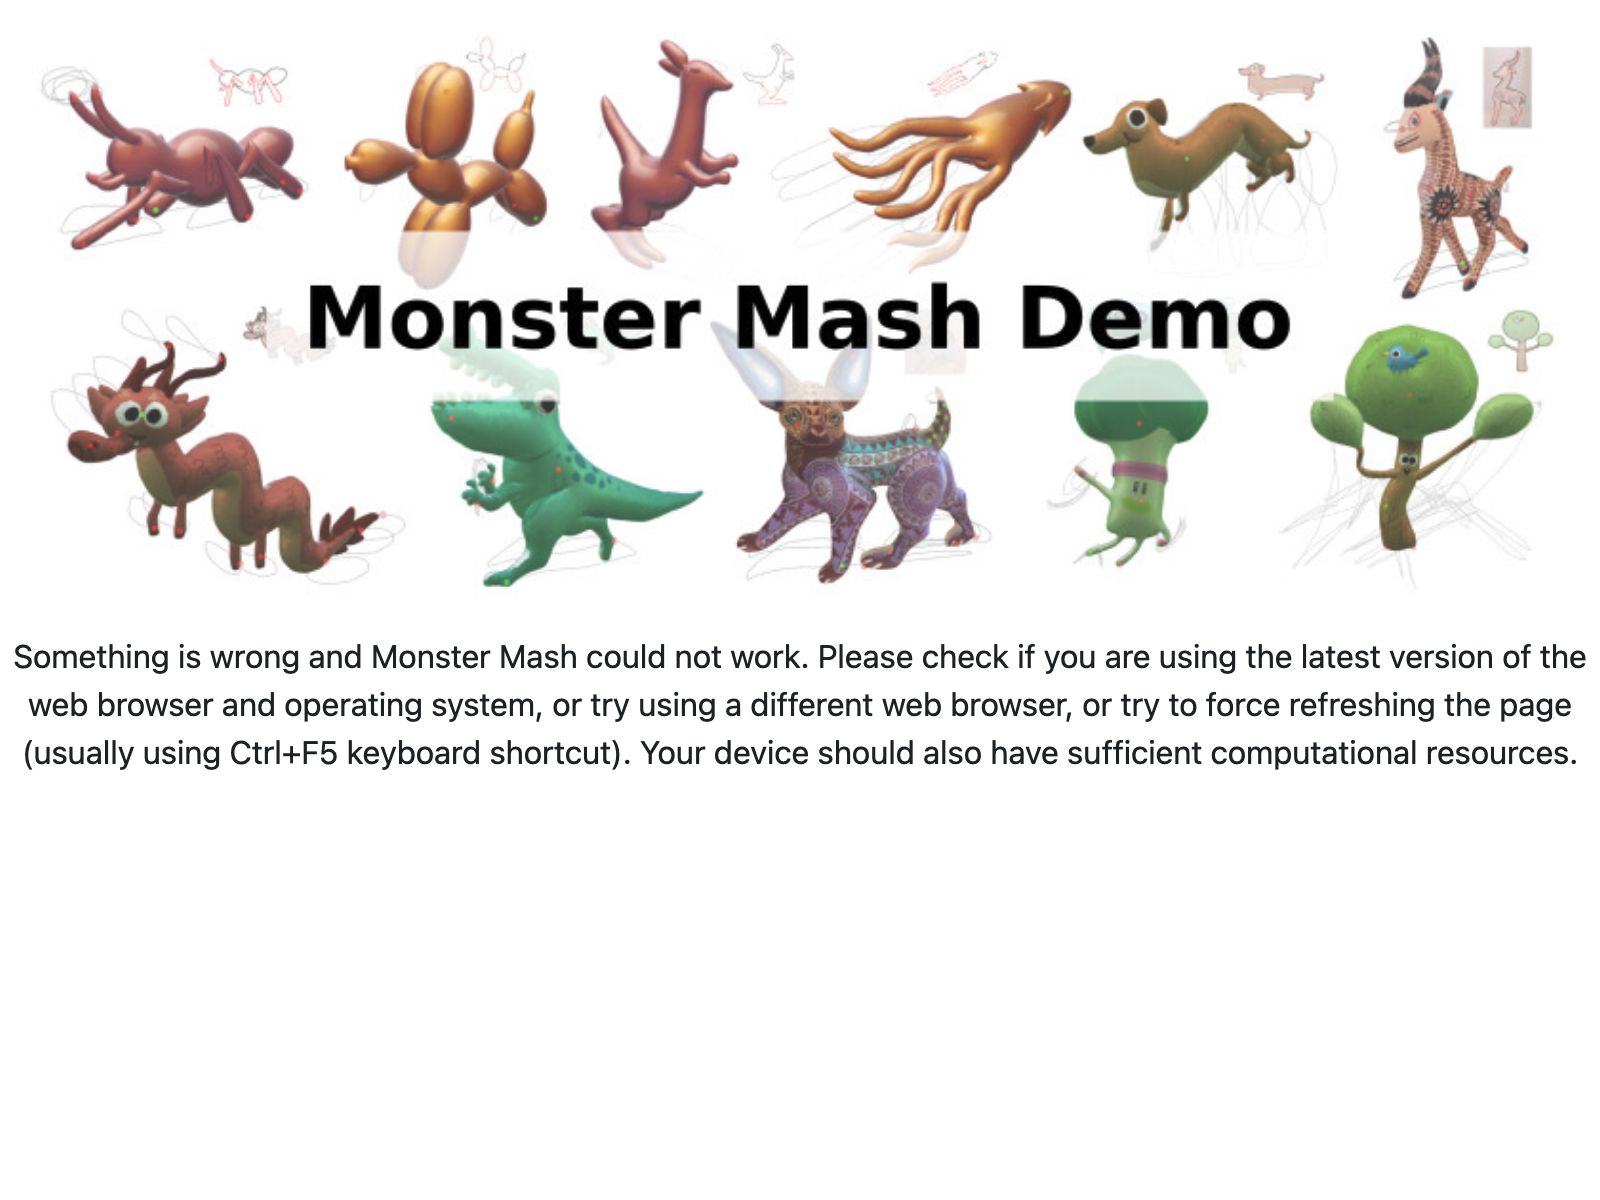 Monster Mash Demo
Something is wrong and Monster Mash could not work. Please check if you are using the latest version of the
web browser and operating system, or try using a different web browser, or try to force refreshing the page
(usually using Ctrl+F5 keyboard shortcut). Your device should also have sufficient computational resources.